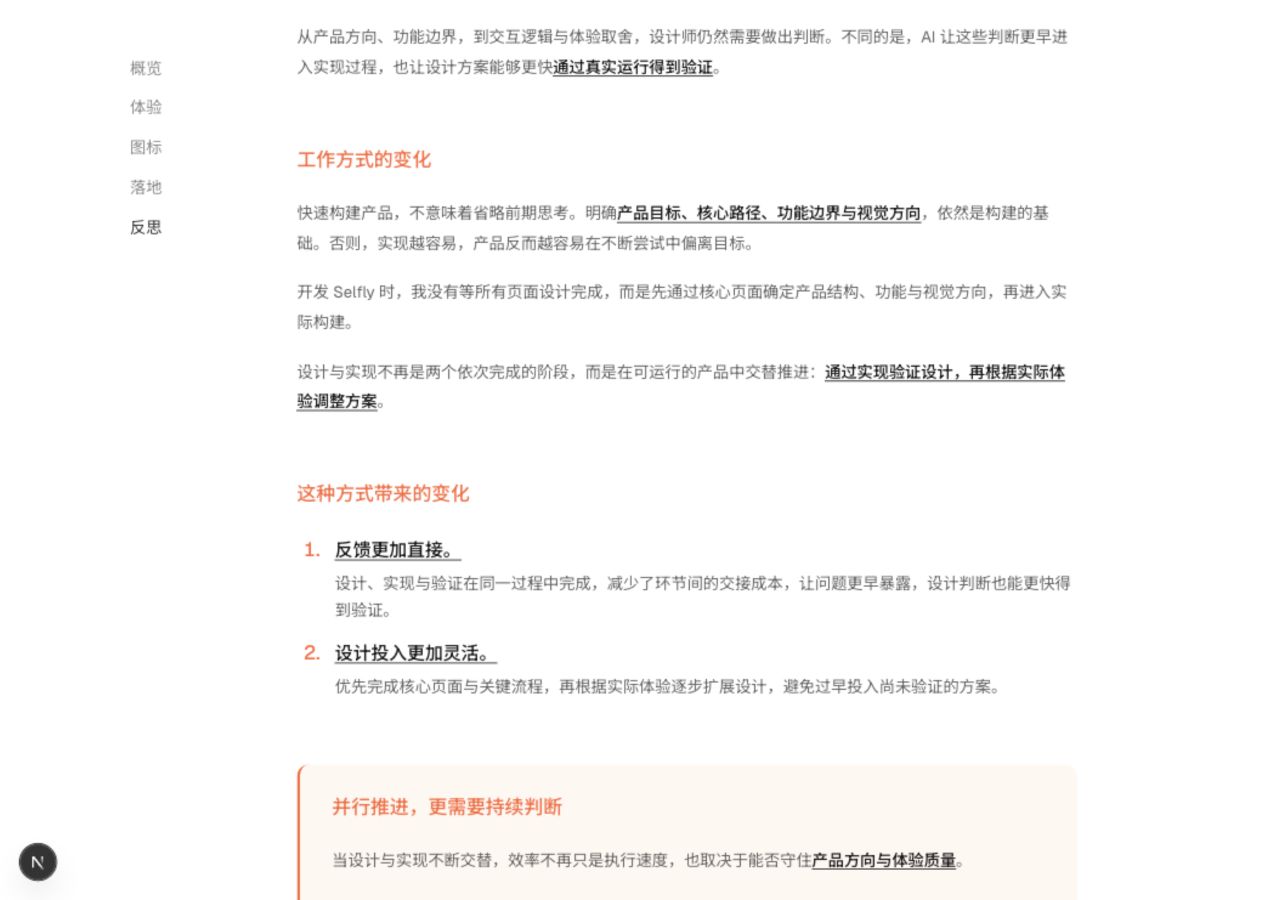 概览
体验
图标
落地
反思
从产品方向、功能边界，到交互逻辑与体验取舍，设计师仍然需要做出判断。不同的是，AI 让这些判断更早进
入实现过程，也让设计方案能够更快通过真实运行得到验证。
工作方式的变化
快速构建产品，不意味着省略前期思考。明确产品目标、核心路径、功能边界与视觉方向，依然是构建的基
础。否则，实现越容易，产品反而越容易在不断尝试中偏离目标。
开发 Selfly 时，我没有等所有页面设计完成，而是先通过核心页面确定产品结构、功能与视觉方向，再进入实
际构建。
设计与实现不再是两个依次完成的阶段，而是在可运行的产品中交替推进：通过实现验证设计，再根据实际体
验调整方案。
这种方式带来的变化
1. 反馈更加直接。
设计、实现与验证在同一过程中完成，减少了环节间的交接成本，让问题更早暴露，设计判断也能更快得
到验证。
2. 设计投入更加灵活。
优先完成核心页面与关键流程，再根据实际体验逐步扩展设计，避免过早投入尚未验证的方案。
并行推进，更需要持续判断
当设计与实现不断交替，效率不再只是执行速度，也取决于能否守住产品方向与体验质量。
N